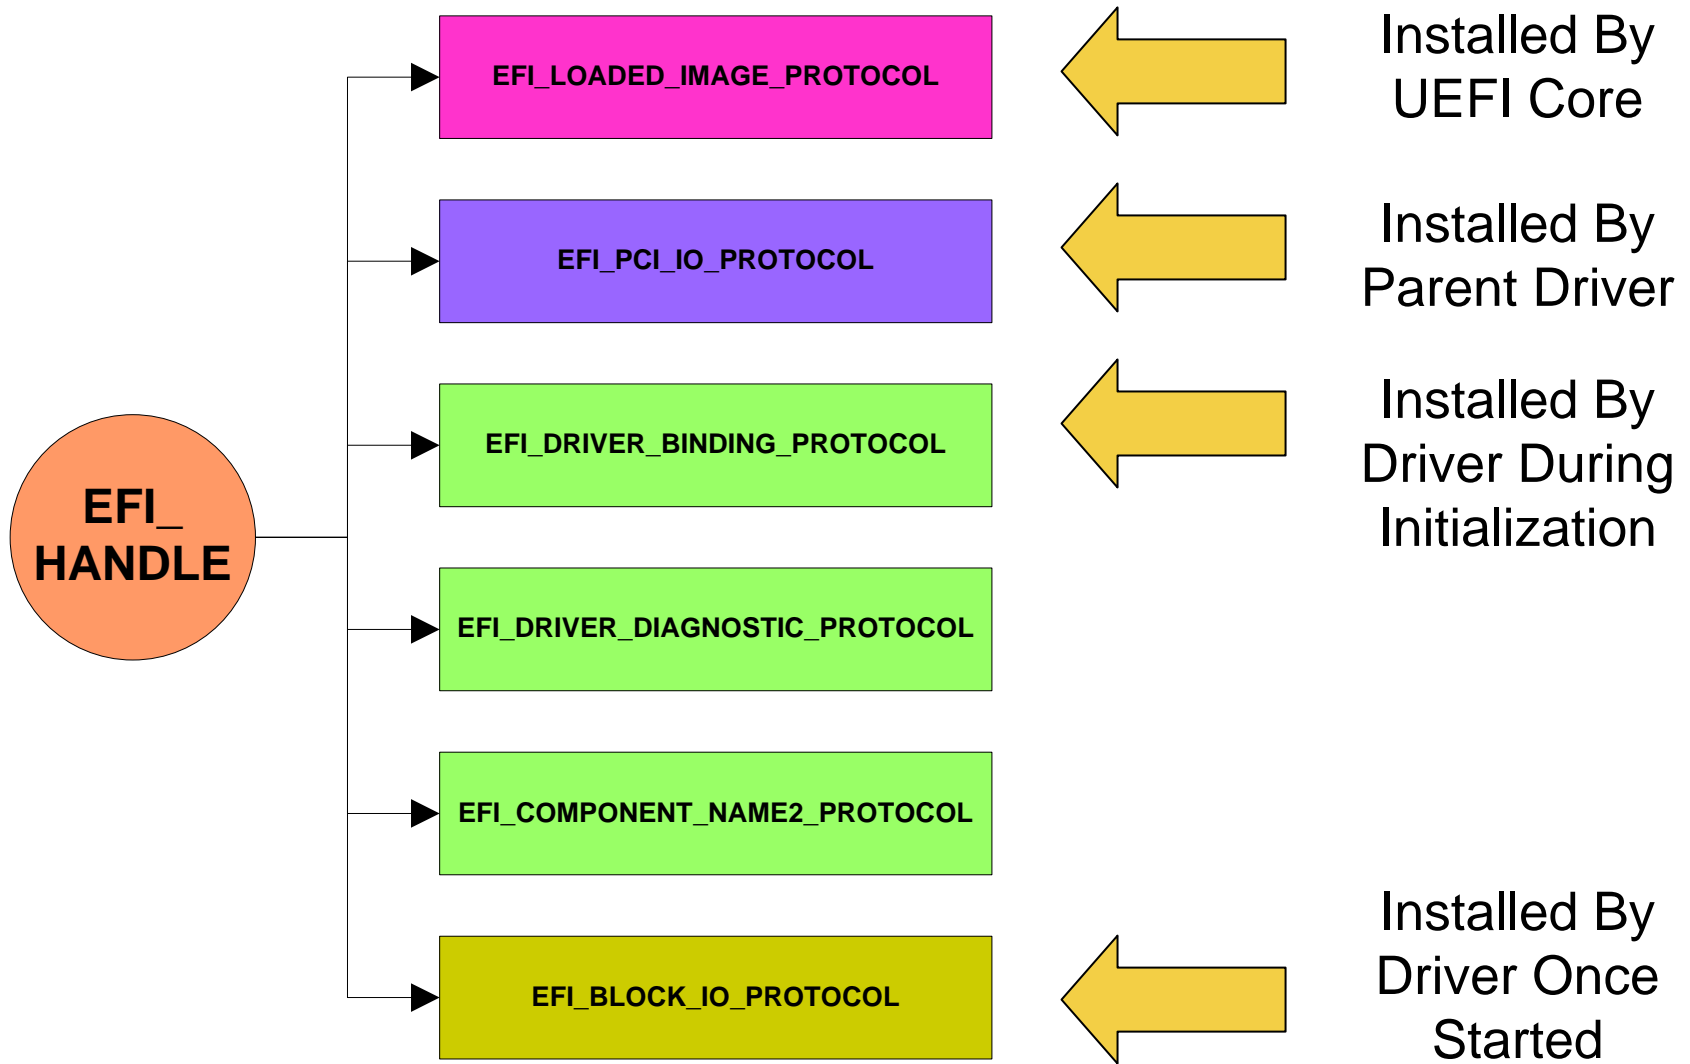 EFI_LOADED_IMAGE_PROTOCOL
Installed By
UEFI Core
EFI_PCI_IO_PROTOCOL
Installed By
Parent Driver
EFI_DRIVER_BINDING_PROTOCOL
Installed By
Driver During
Initialization
EFI_
HANDLE
EFI_DRIVER_DIAGNOSTIC_PROTOCOL
EFI_COMPONENT_NAME2_PROTOCOL
EFI_BLOCK_IO_PROTOCOL
Installed By
Driver Once
Started